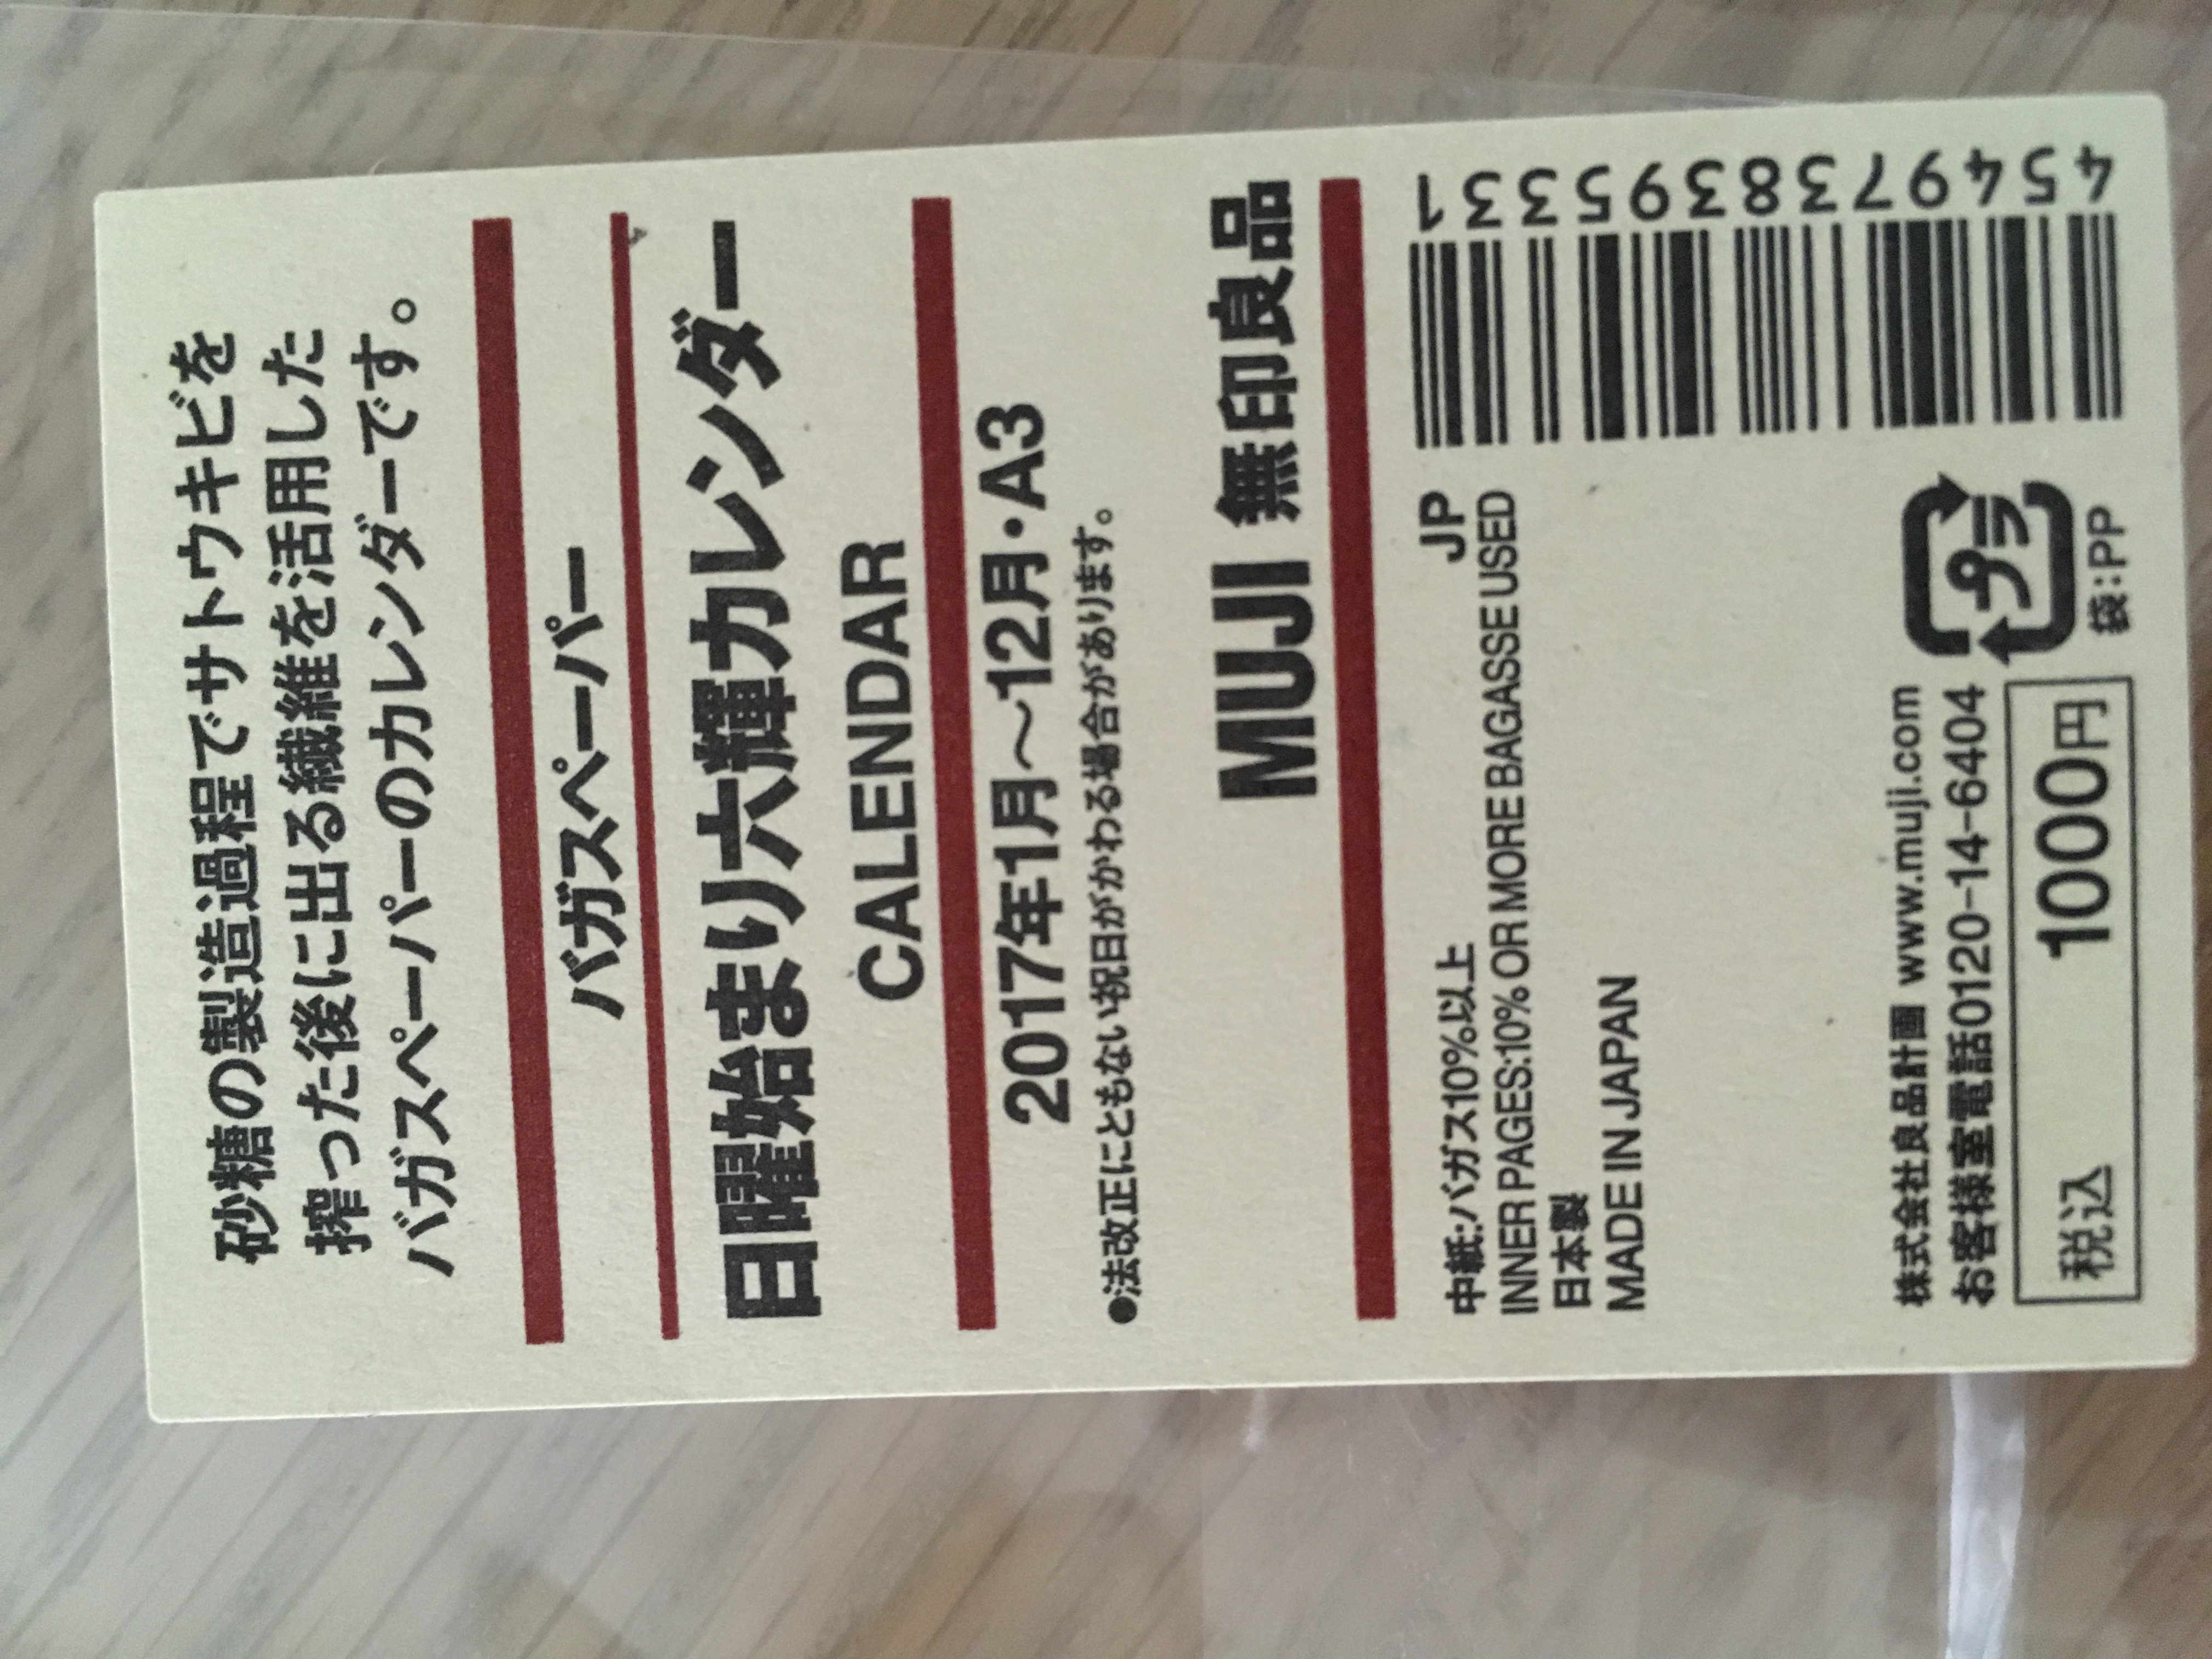 砂糖の製造過程でサトウキビを
搾った後に出る繊維を活用した
バガスペーパーのカレンダーです。
バガスペーパー
日曜始まり六輝カレンダー
CALENDAR
2017年1月〜12月・A3
●法改正にともない祝日がかわる場合があります。
MUJI 無印良品
JP
中紙:バガス10%以上
INNER PAGES:10% OR MORE BAGASSE USED
日本製
MADE IN JAPAN
4549738395331
株式会社良品計画 www.muji.com
お客様室電話0120-14-6404
税込 1000円
プラ
袋:PP